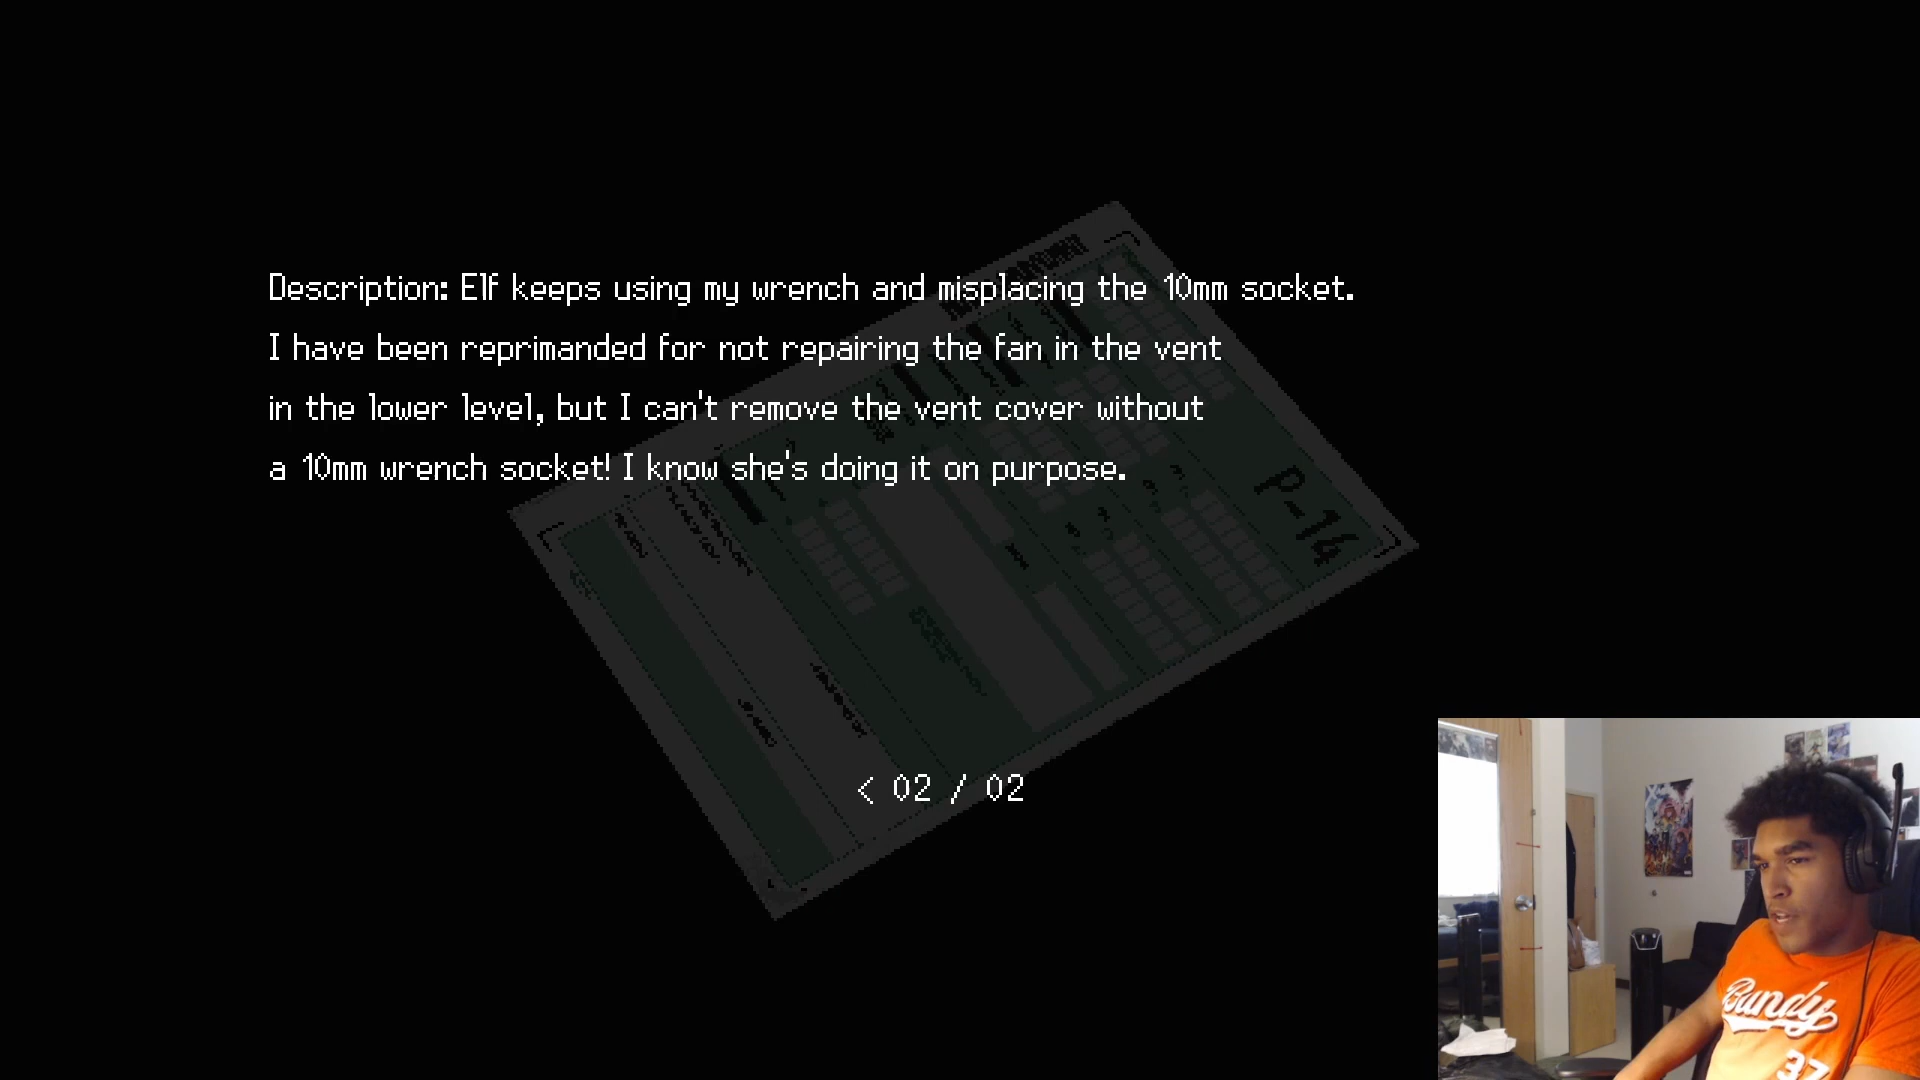 Description: Elf keeps using my wrench and misplacing the 10mm socket.
I have been reprimanded for not repairing the fan in the vent
in the lower level, but I can't remove the vent cover without
a 10mm wrench socket! I know she's doing it on purpose.
P-14
< 02 / 02
Bundy
37